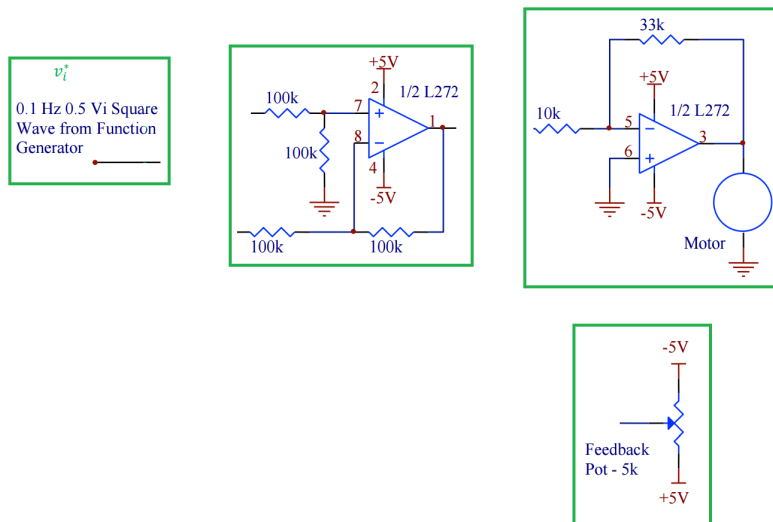 v_i^*
0.1 Hz 0.5 Vi Square
Wave from Function
Generator
+5V
2
1/2 L272
100k
7
+
1
8
−
100k
4
-5V
100k
100k
33k
+5V
1/2 L272
10k
5
−
3
6
+
-5V
Motor
-5V
Feedback
Pot - 5k
+5V